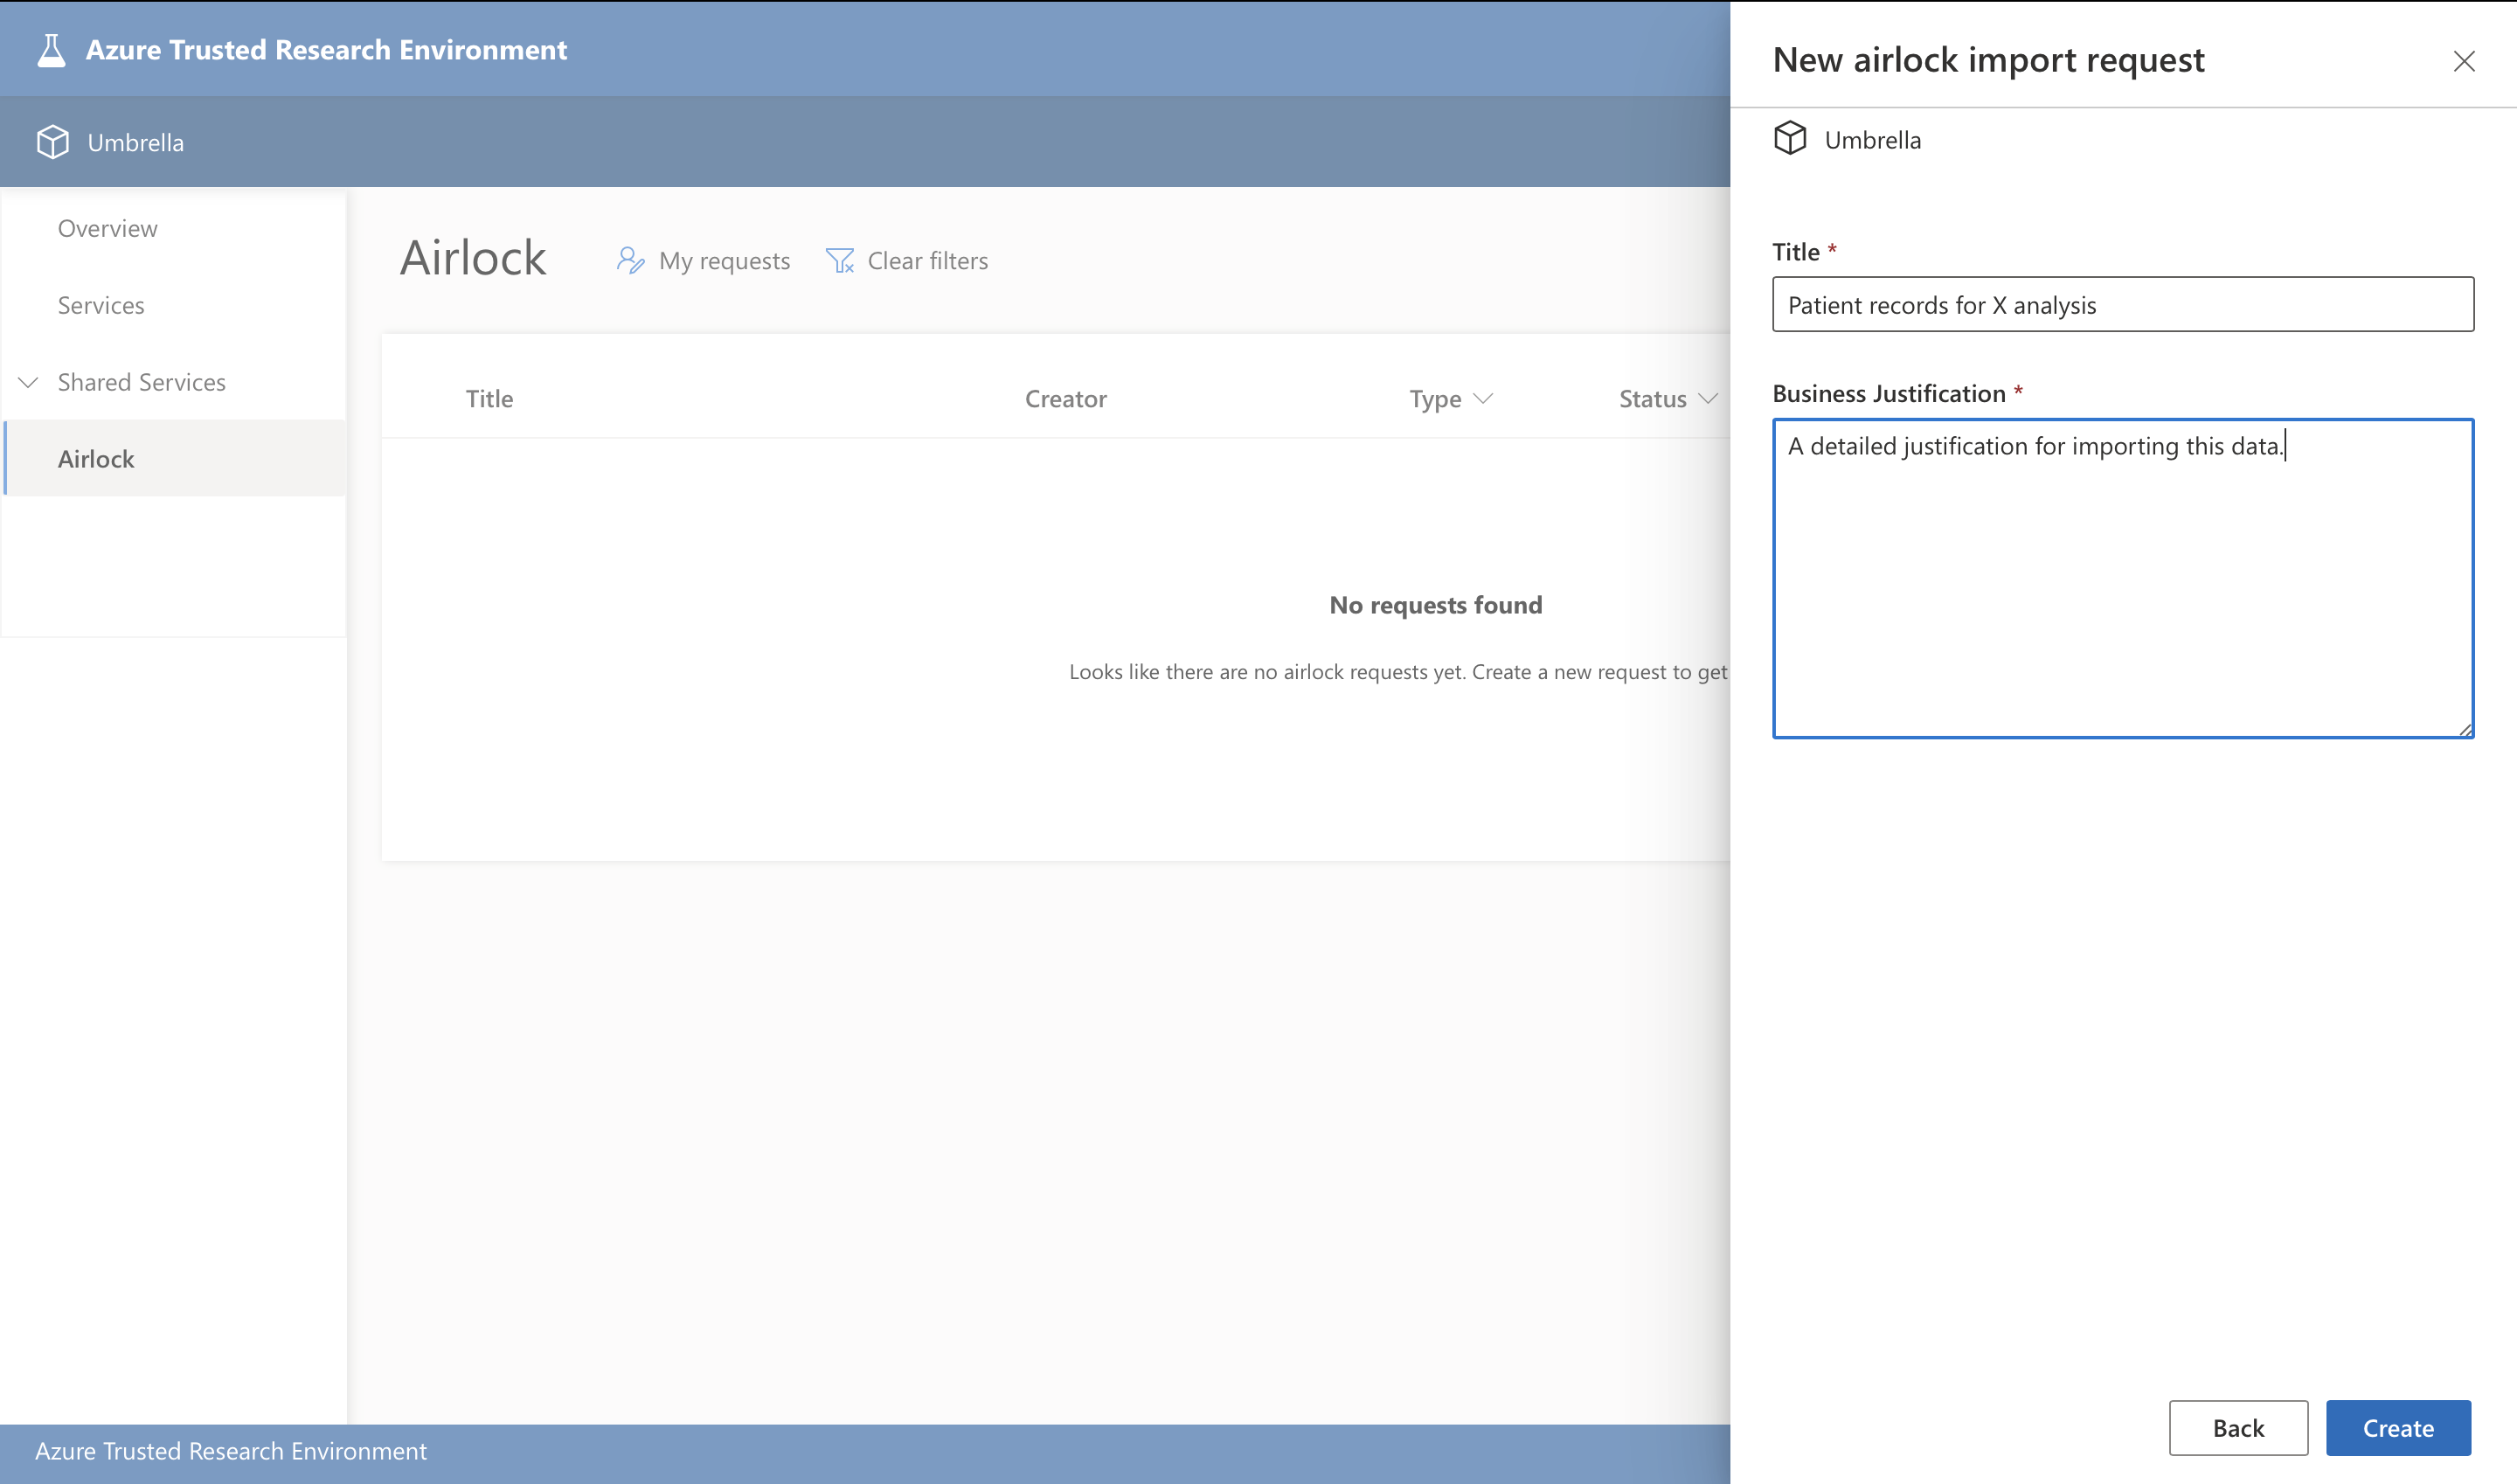 Azure Trusted Research Environment
Umbrella
Overview
Services
Shared Services
Airlock
Airlock
My requests
Clear filters
Title
Creator
Type
Status
No requests found
Looks like there are no airlock requests yet. Create a new request to get
New airlock import request
Umbrella
Title *
Patient records for X analysis
Business Justification *
A detailed justification for importing this data.
Back
Create
Azure Trusted Research Environment